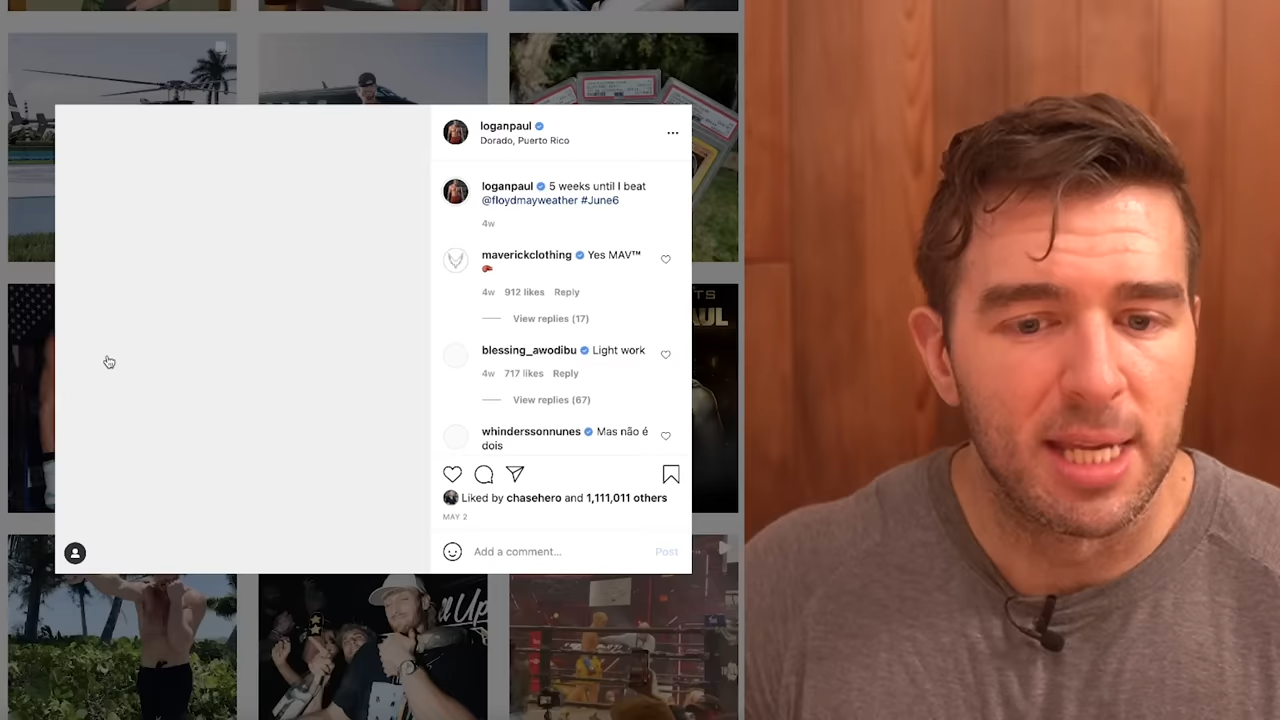 loganpaul
Dorado, Puerto Rico
loganpaul 5 weeks until I beat
@floydmayweather #June6
4w
maverickclothing Yes MAV™
4w 912 likes Reply
View replies (17)
blessing_awodibu Light work
4w 717 likes Reply
View replies (67)
whinderssonnunes Mas não é
dois
Liked by chasehero and 1,111,011 others
MAY 2
Add a comment... Post